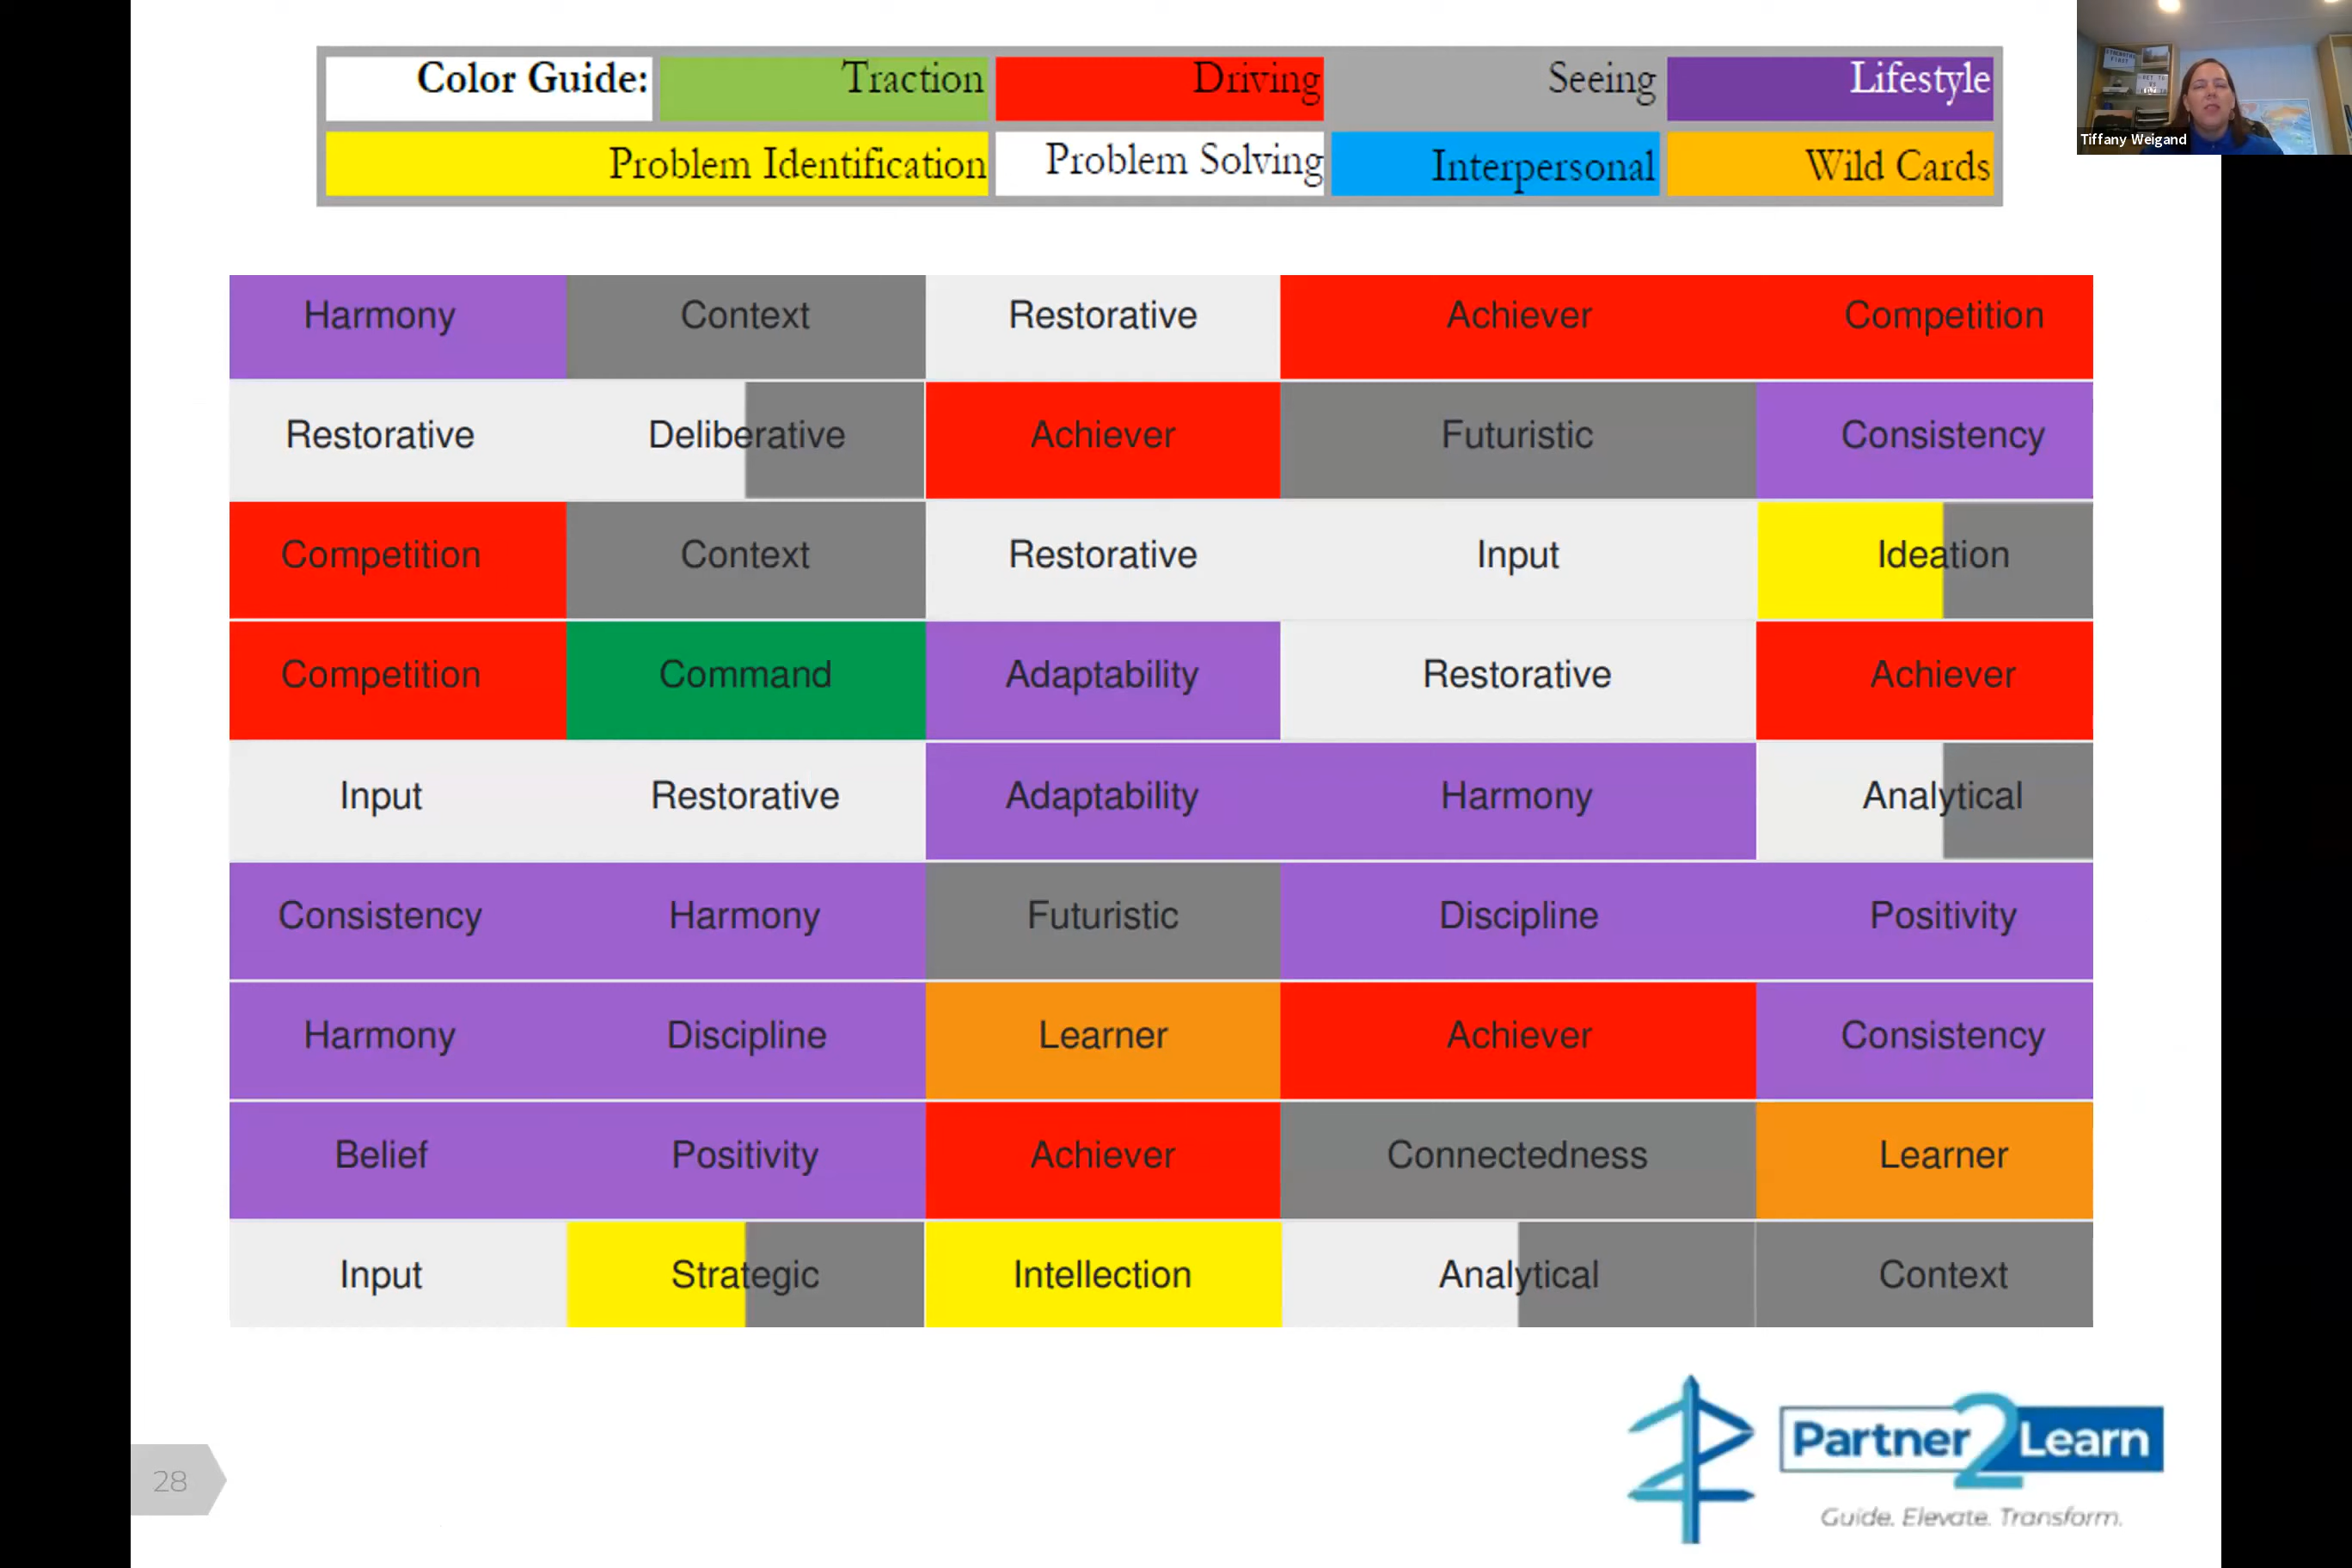 Color Guide: Traction Driving Seeing Lifestyle
Problem Identification Problem Solving Interpersonal Wild Cards
Tiffany Weigand
Harmony Context Restorative Achiever Competition
Restorative Deliberative Achiever Futuristic Consistency
Competition Context Restorative Input Ideation
Competition Command Adaptability Restorative Achiever
Input Restorative Adaptability Harmony Analytical
Consistency Harmony Futuristic Discipline Positivity
Harmony Discipline Learner Achiever Consistency
Belief Positivity Achiever Connectedness Learner
Input Strategic Intellection Analytical Context
Partner2Learn
Guide. Elevate. Transform.
28